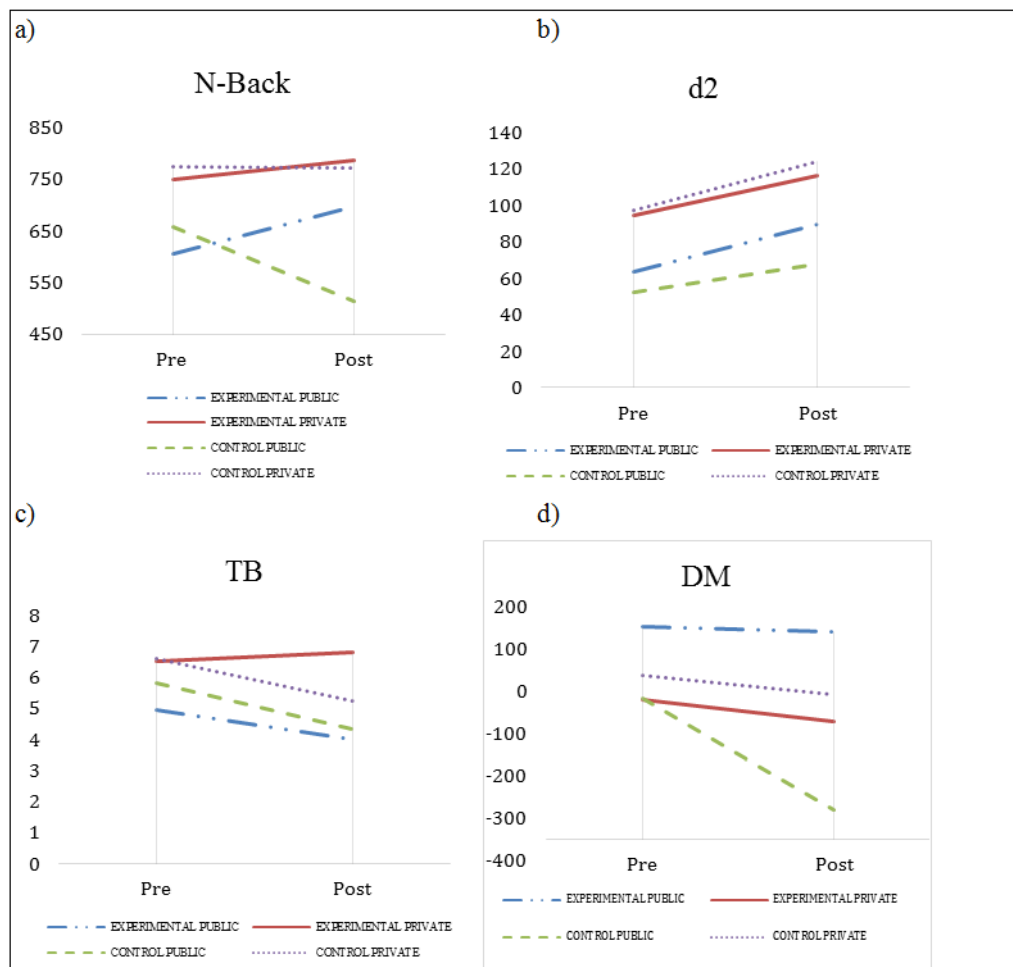 a)
N-Back
850
750
650
550
450
Pre Post
EXPERIMENTAL PUBLIC
EXPERIMENTAL PRIVATE
CONTROL PUBLIC
CONTROL PRIVATE
b)
d2
140
120
100
80
60
40
20
0
Pre Post
EXPERIMENTAL PUBLIC EXPERIMENTAL PRIVATE
CONTROL PUBLIC CONTROL PRIVATE
c)
TB
8
7
6
5
4
3
2
1
0
Pre Post
EXPERIMENTAL PUBLIC EXPERIMENTAL PRIVATE
CONTROL PUBLIC CONTROL PRIVATE
d)
DM
200
100
0
-100
-200
-300
-400
Pre Post
EXPERIMENTAL PUBLIC EXPERIMENTAL PRIVATE
CONTROL PUBLIC CONTROL PRIVATE